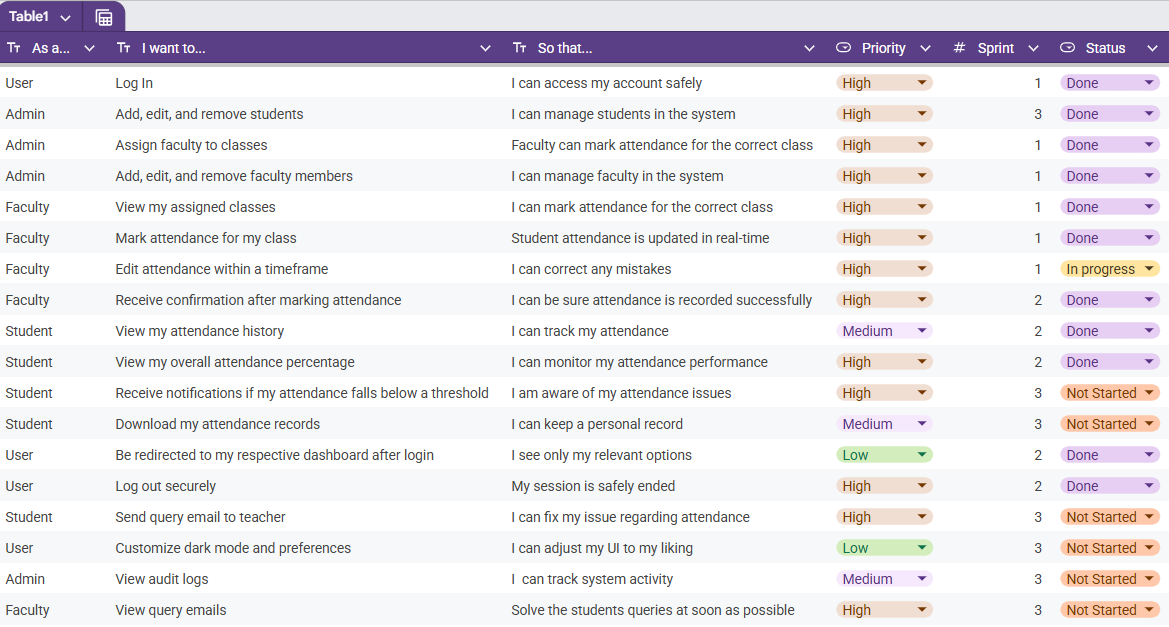 Table1
As a... I want to... So that... Priority # Sprint Status
User Log In I can access my account safely High 1 Done
Admin Add, edit, and remove students I can manage students in the system High 3 Done
Admin Assign faculty to classes Faculty can mark attendance for the correct class High 1 Done
Admin Add, edit, and remove faculty members I can manage faculty in the system High 1 Done
Faculty View my assigned classes I can mark attendance for the correct class High 1 Done
Faculty Mark attendance for my class Student attendance is updated in real-time High 1 Done
Faculty Edit attendance within a timeframe I can correct any mistakes High 1 In progress
Faculty Receive confirmation after marking attendance I can be sure attendance is recorded successfully High 2 Done
Student View my attendance history I can track my attendance Medium 2 Done
Student View my overall attendance percentage I can monitor my attendance performance High 2 Done
Student Receive notifications if my attendance falls below a threshold I am aware of my attendance issues High 3 Not Started
Student Download my attendance records I can keep a personal record Medium 3 Not Started
User Be redirected to my respective dashboard after login I see only my relevant options Low 2 Done
User Log out securely My session is safely ended High 2 Done
Student Send query email to teacher I can fix my issue regarding attendance High 3 Not Started
User Customize dark mode and preferences I can adjust my UI to my liking Low 3 Not Started
Admin View audit logs I  can track system activity Medium 3 Not Started
Faculty View query emails Solve the students queries at soon as possible High 3 Not Started